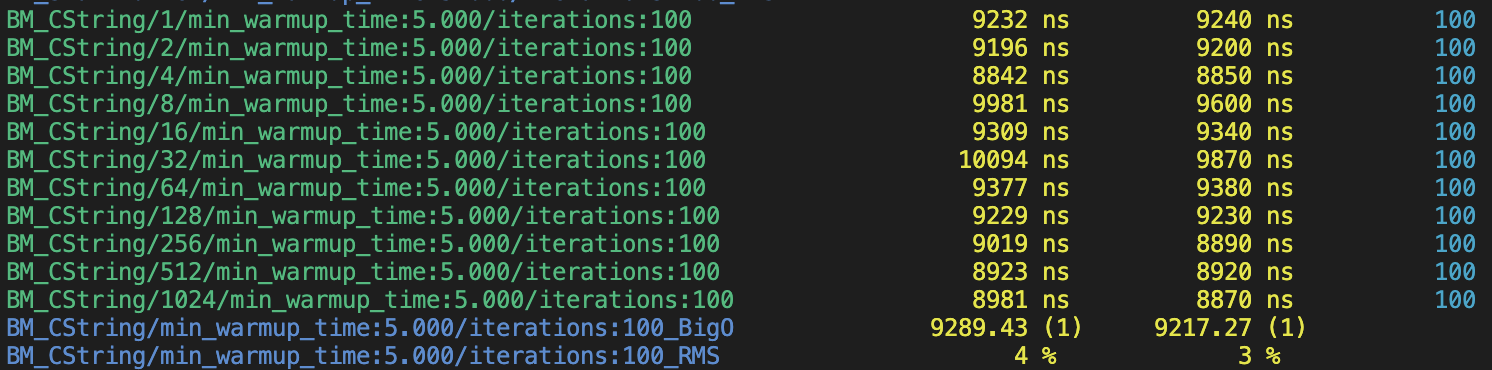 BM_CString/1/min_warmup_time:5.000/iterations:100 9232 ns 9240 ns 100
BM_CString/2/min_warmup_time:5.000/iterations:100 9196 ns 9200 ns 100
BM_CString/4/min_warmup_time:5.000/iterations:100 8842 ns 8850 ns 100
BM_CString/8/min_warmup_time:5.000/iterations:100 9981 ns 9600 ns 100
BM_CString/16/min_warmup_time:5.000/iterations:100 9309 ns 9340 ns 100
BM_CString/32/min_warmup_time:5.000/iterations:100 10094 ns 9870 ns 100
BM_CString/64/min_warmup_time:5.000/iterations:100 9377 ns 9380 ns 100
BM_CString/128/min_warmup_time:5.000/iterations:100 9229 ns 9230 ns 100
BM_CString/256/min_warmup_time:5.000/iterations:100 9019 ns 8890 ns 100
BM_CString/512/min_warmup_time:5.000/iterations:100 8923 ns 8920 ns 100
BM_CString/1024/min_warmup_time:5.000/iterations:100 8981 ns 8870 ns 100
BM_CString/min_warmup_time:5.000/iterations:100_BigO 9289.43 (1) 9217.27 (1)
BM_CString/min_warmup_time:5.000/iterations:100_RMS 4 % 3 %